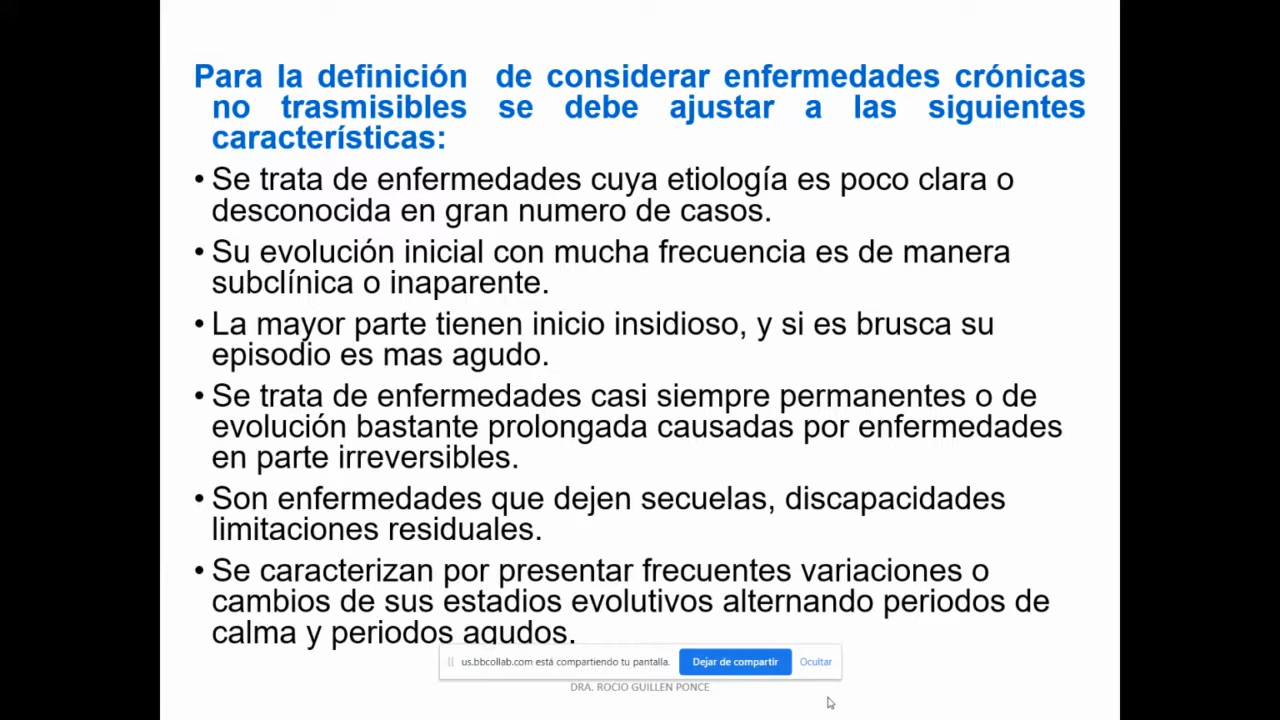 Para la definición de considerar enfermedades crónicas
no trasmisibles se debe ajustar a las siguientes
características:
• Se trata de enfermedades cuya etiología es poco clara o
desconocida en gran numero de casos.
• Su evolución inicial con mucha frecuencia es de manera
subclínica o inaparente.
• La mayor parte tienen inicio insidioso, y si es brusca su
episodio es mas agudo.
• Se trata de enfermedades casi siempre permanentes o de
evolución bastante prolongada causadas por enfermedades
en parte irreversibles.
• Son enfermedades que dejen secuelas, discapacidades
limitaciones residuales.
• Se caracterizan por presentar frecuentes variaciones o
cambios de sus estadios evolutivos alternando periodos de
calma y periodos agudos.
us.bbcollab.com está compartiendo tu pantalla. Dejar de compartir Ocultar
DRA. ROCIO GUILLEN PONCE